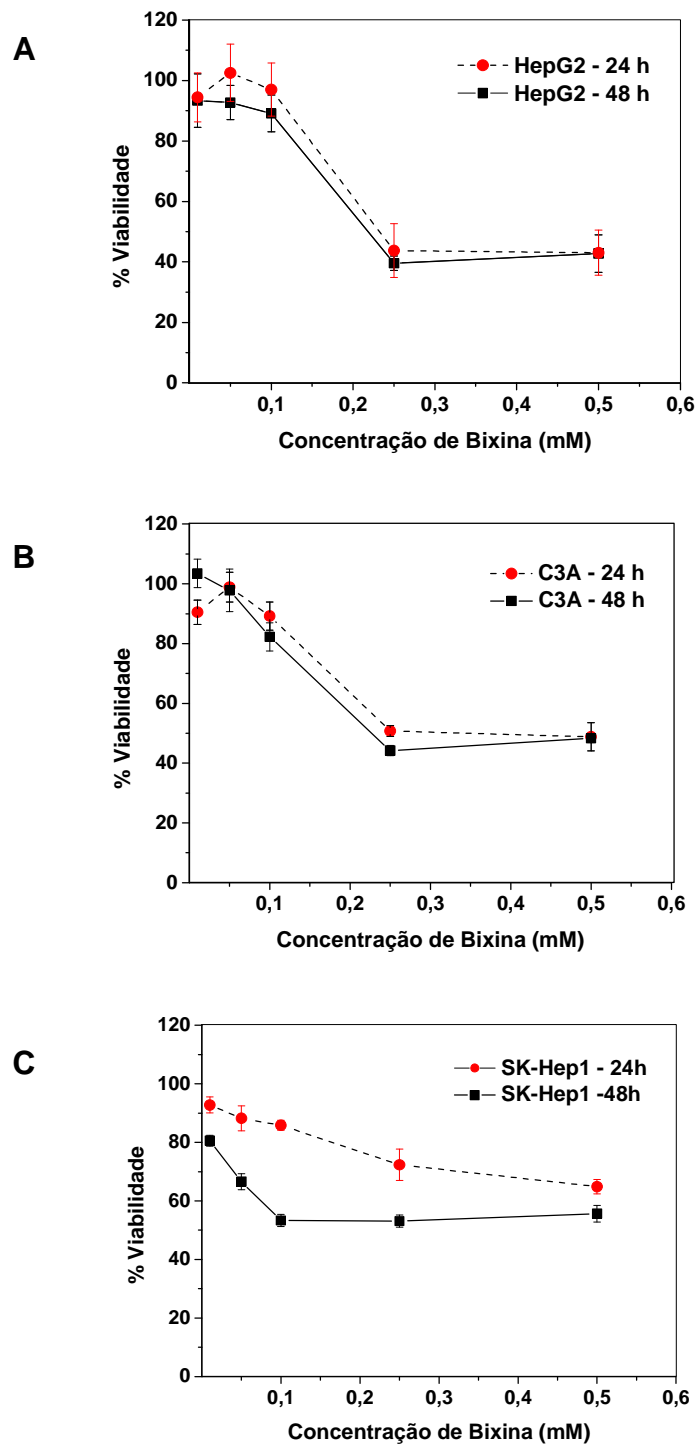 A
120
100
80
60
40
20
0
% Viabilidade
HepG2 - 24 h
HepG2 - 48 h
0,1 0,2 0,3 0,4 0,5 0,6
Concentração de Bixina (mM)
B
120
100
80
60
40
20
0
% Viabilidade
C3A - 24 h
C3A - 48 h
0,1 0,2 0,3 0,4 0,5 0,6
Concentração de Bixina (mM)
C
120
100
80
60
40
20
0
% Viabilidade
SK-Hep1 - 24h
SK-Hep1 -48h
0,1 0,2 0,3 0,4 0,5 0,6
Concentração de Bixina (mM)